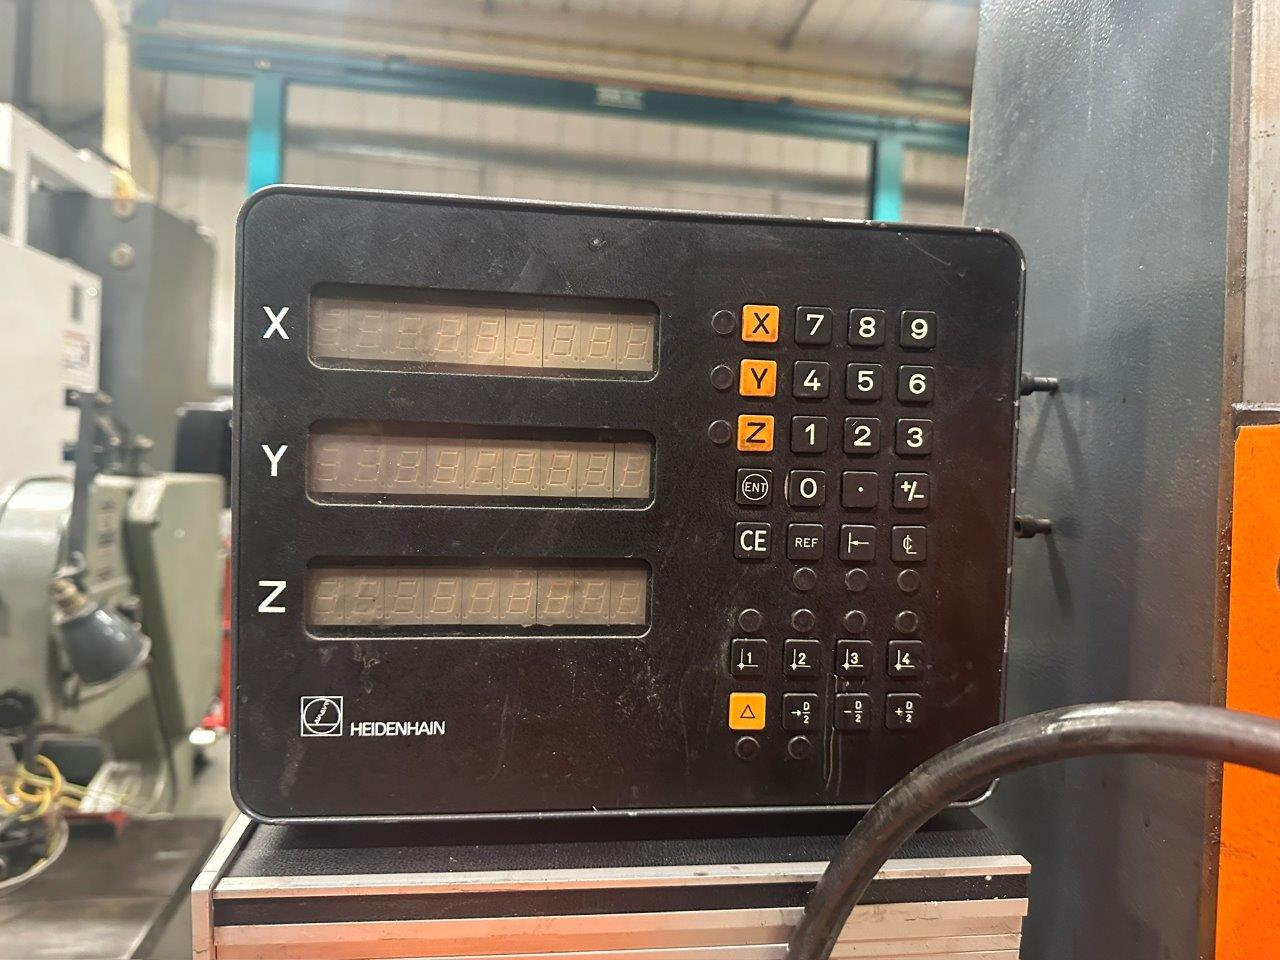 X
Y
Z
X 7 8 9
Y 4 5 6
Z 1 2 3
ENT 0 . +/-
CE REF ⊢ ℄
1 2 3 4
△ →D/2 -D/2 +D/2
HEIDENHAIN